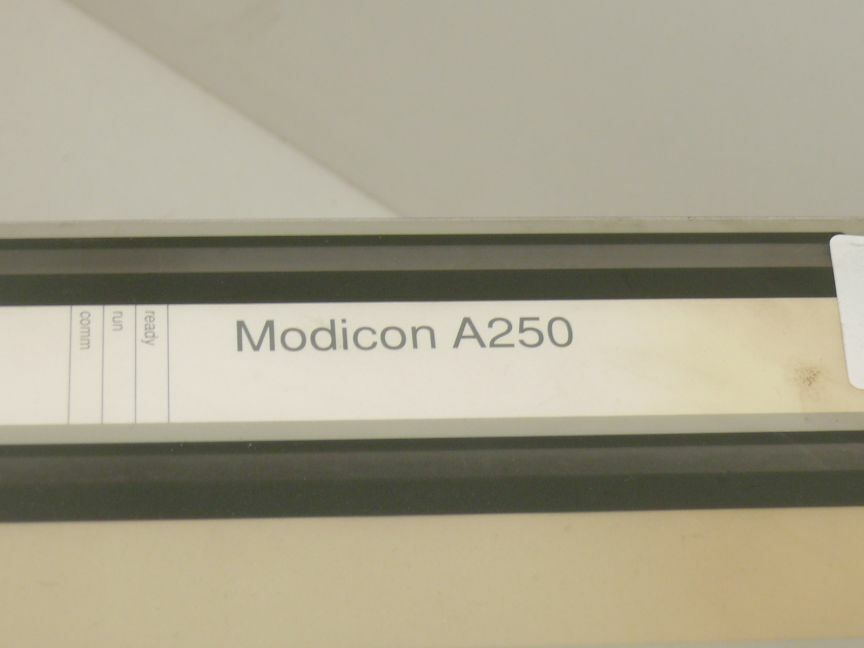 Modicon A250
ready
run
comm